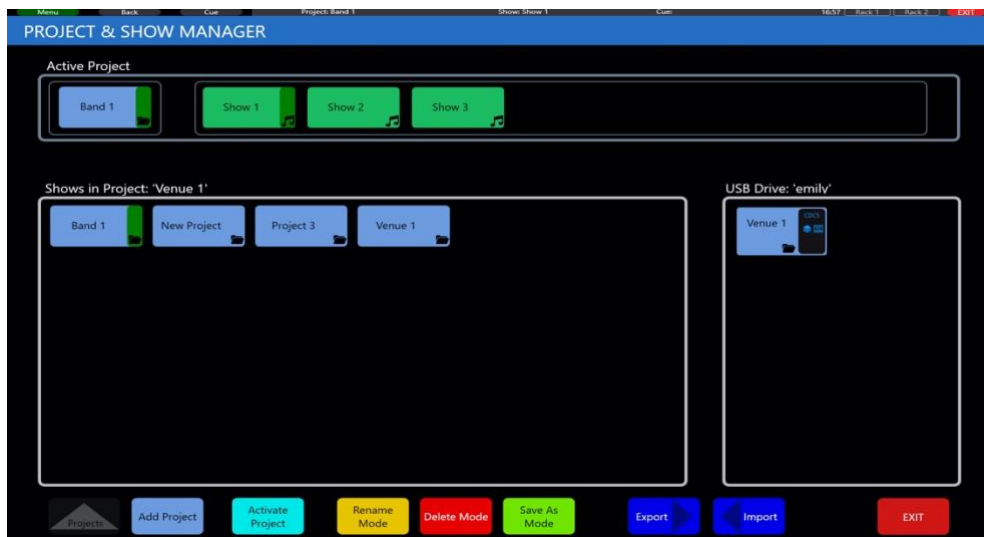 Menu Back Cue Project: Band 1 Show: Show 1 Cue: 16:57 Rack 1 Rack 2 EXIT
PROJECT & SHOW MANAGER
Active Project
Band 1 Show 1 Show 2 Show 3
Shows in Project: 'Venue 1' USB Drive: 'emily'
Band 1 New Project Project 3 Venue 1 Venue 1 CDCS
Projects Add Project Activate Project Rename Mode Delete Mode Save As Mode Export Import EXIT